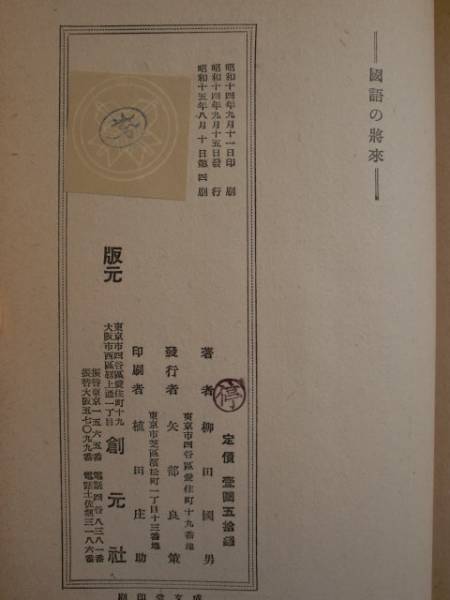 國語の將來
昭和十四年九月十一日印刷
昭和十四年九月十五日發行
昭和十五年八月十日第四刷
定價 壹圓五拾錢
停
著者 柳田國男
東京市四谷區愛住町十九番地
發行者 矢部良策
東京市芝區濱松町一丁目十三番地
印刷者 植田庄助
版元
東京市四谷區愛住町十九
大阪市西區靱上通一丁目
創元社
振替東京一五六五番 電話四谷八三八一番
振替大阪五七〇九九番 電話土佐堀三一八六番